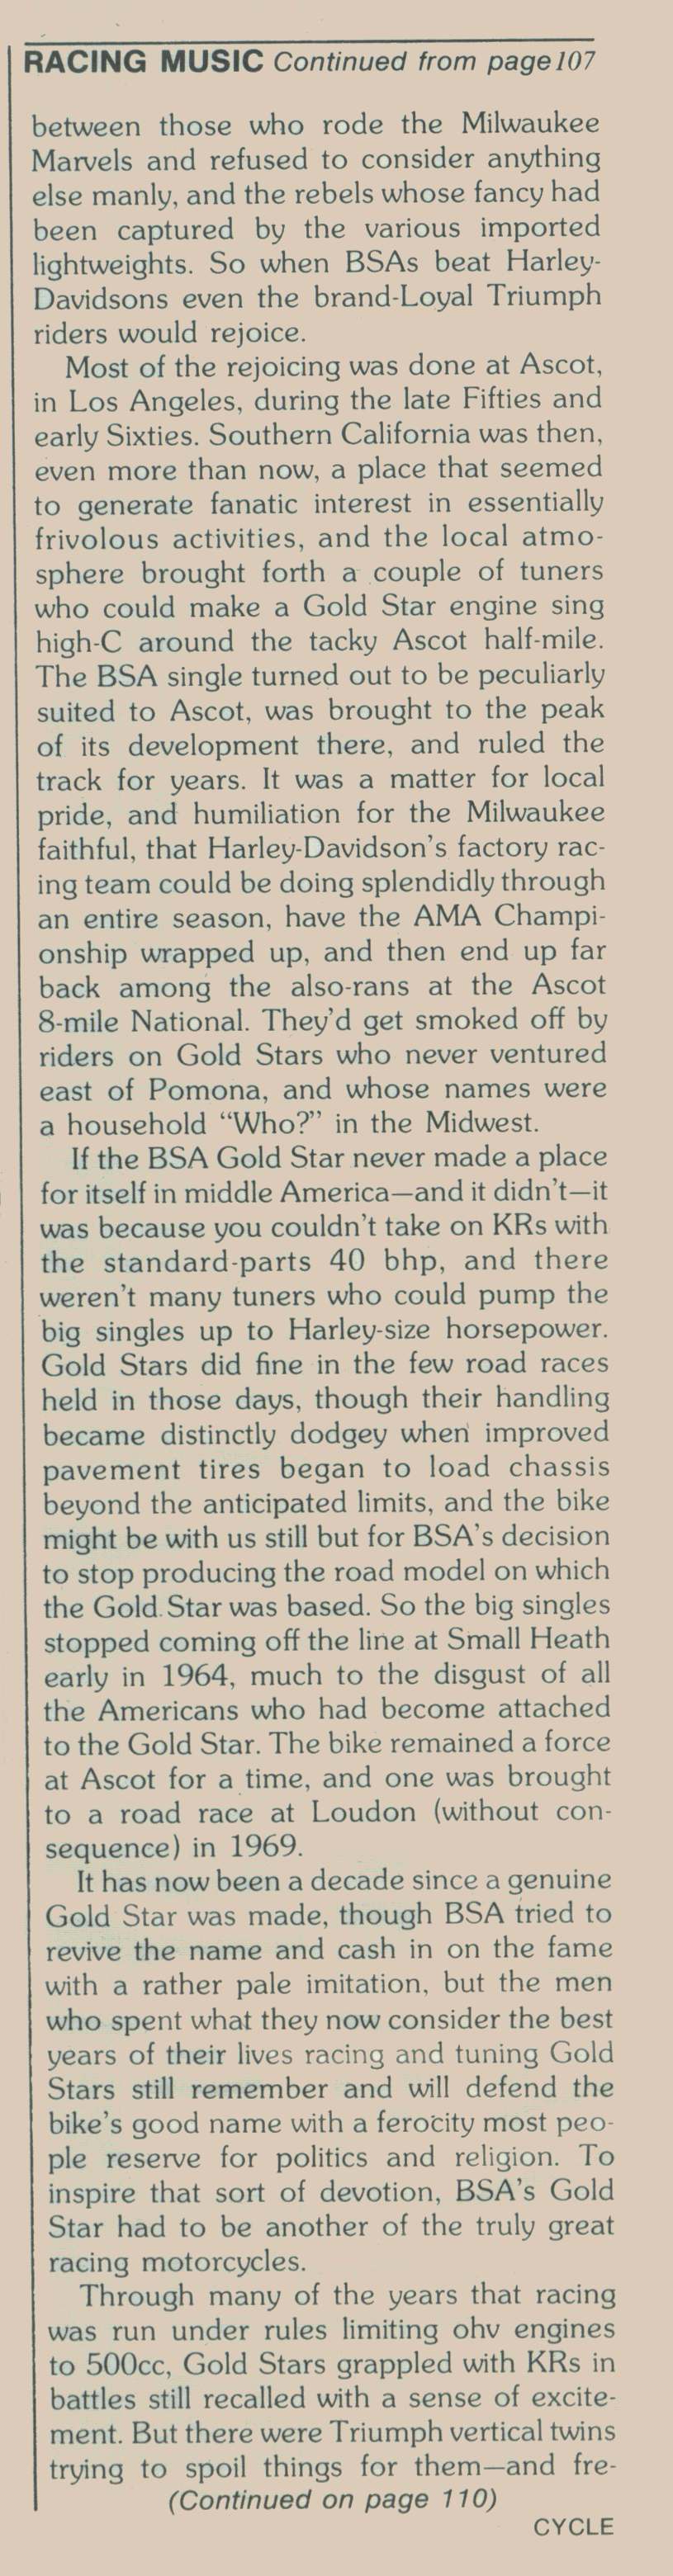 RACING MUSIC Continued from page 107
between those who rode the Milwaukee
Marvels and refused to consider anything
else manly, and the rebels whose fancy had
been captured by the various imported
lightweights. So when BSAs beat Harley-
Davidsons even the brand-Loyal Triumph
riders would rejoice.
Most of the rejoicing was done at Ascot,
in Los Angeles, during the late Fifties and
early Sixties. Southern California was then,
even more than now, a place that seemed
to generate fanatic interest in essentially
frivolous activities, and the local atmo-
sphere brought forth a couple of tuners
who could make a Gold Star engine sing
high-C around the tacky Ascot half-mile.
The BSA single turned out to be peculiarly
suited to Ascot, was brought to the peak
of its development there, and ruled the
track for years. It was a matter for local
pride, and humiliation for the Milwaukee
faithful, that Harley-Davidson's factory rac-
ing team could be doing splendidly through
an entire season, have the AMA Champi-
onship wrapped up, and then end up far
back among the also-rans at the Ascot
8-mile National. They'd get smoked off by
riders on Gold Stars who never ventured
east of Pomona, and whose names were
a household “Who?” in the Midwest.
If the BSA Gold Star never made a place
for itself in middle America—and it didn't—it
was because you couldn't take on KRs with
the standard-parts 40 bhp, and there
weren't many tuners who could pump the
big singles up to Harley-size horsepower.
Gold Stars did fine in the few road races
held in those days, though their handling
became distinctly dodgey when improved
pavement tires began to load chassis
beyond the anticipated limits, and the bike
might be with us still but for BSA's decision
to stop producing the road model on which
the Gold Star was based. So the big singles
stopped coming off the line at Small Heath
early in 1964, much to the disgust of all
the Americans who had become attached
to the Gold Star. The bike remained a force
at Ascot for a time, and one was brought
to a road race at Loudon (without con-
sequence) in 1969.
It has now been a decade since a genuine
Gold Star was made, though BSA tried to
revive the name and cash in on the fame
with a rather pale imitation, but the men
who spent what they now consider the best
years of their lives racing and tuning Gold
Stars still remember and will defend the
bike's good name with a ferocity most peo-
ple reserve for politics and religion. To
inspire that sort of devotion, BSA's Gold
Star had to be another of the truly great
racing motorcycles.
Through many of the years that racing
was run under rules limiting ohv engines
to 500cc, Gold Stars grappled with KRs in
battles still recalled with a sense of excite-
ment. But there were Triumph vertical twins
trying to spoil things for them—and fre-
(Continued on page 110)
CYCLE